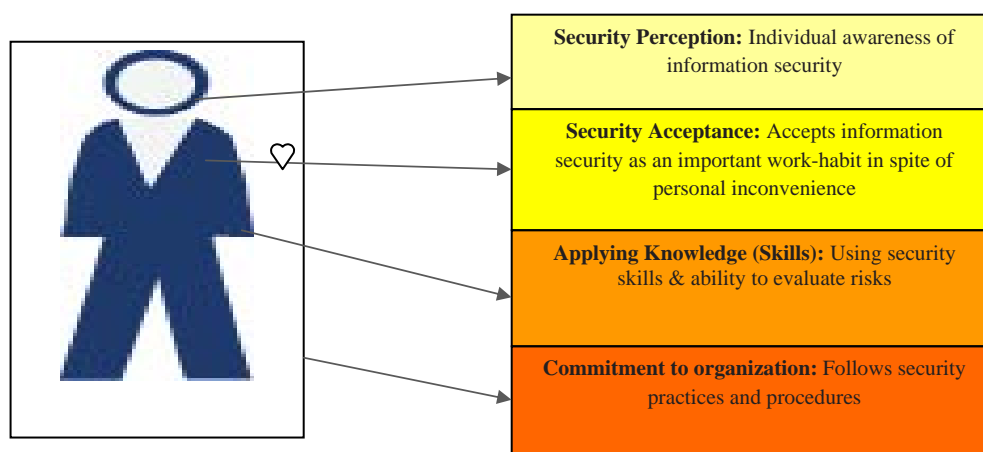 Security Perception: Individual awareness of
information security
Security Acceptance: Accepts information
security as an important work-habit in spite of
personal inconvenience
Applying Knowledge (Skills): Using security
skills & ability to evaluate risks
Commitment to organization: Follows security
practices and procedures